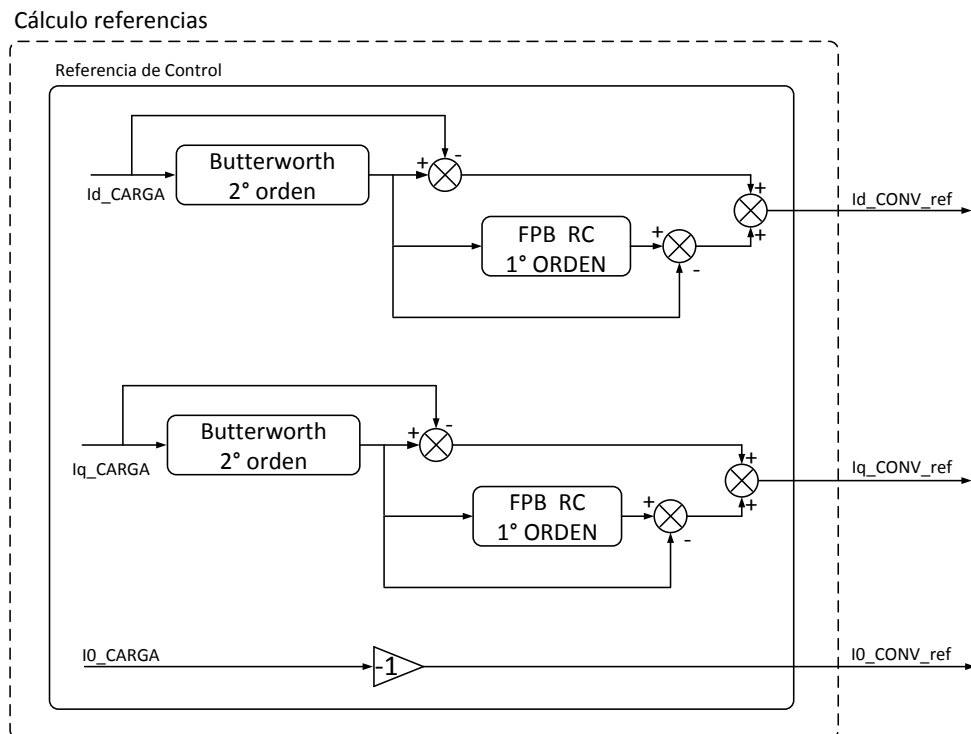 Cálculo referencias
Referencia de Control
Butterworth
2° orden
+
-
Id_CARGA
+
+
Id_CONV_ref
FPB RC
1° ORDEN
+
-
Butterworth
2° orden
+
-
Iq_CARGA
+
+
Iq_CONV_ref
FPB RC
1° ORDEN
+
-
I0_CARGA
-1
I0_CONV_ref